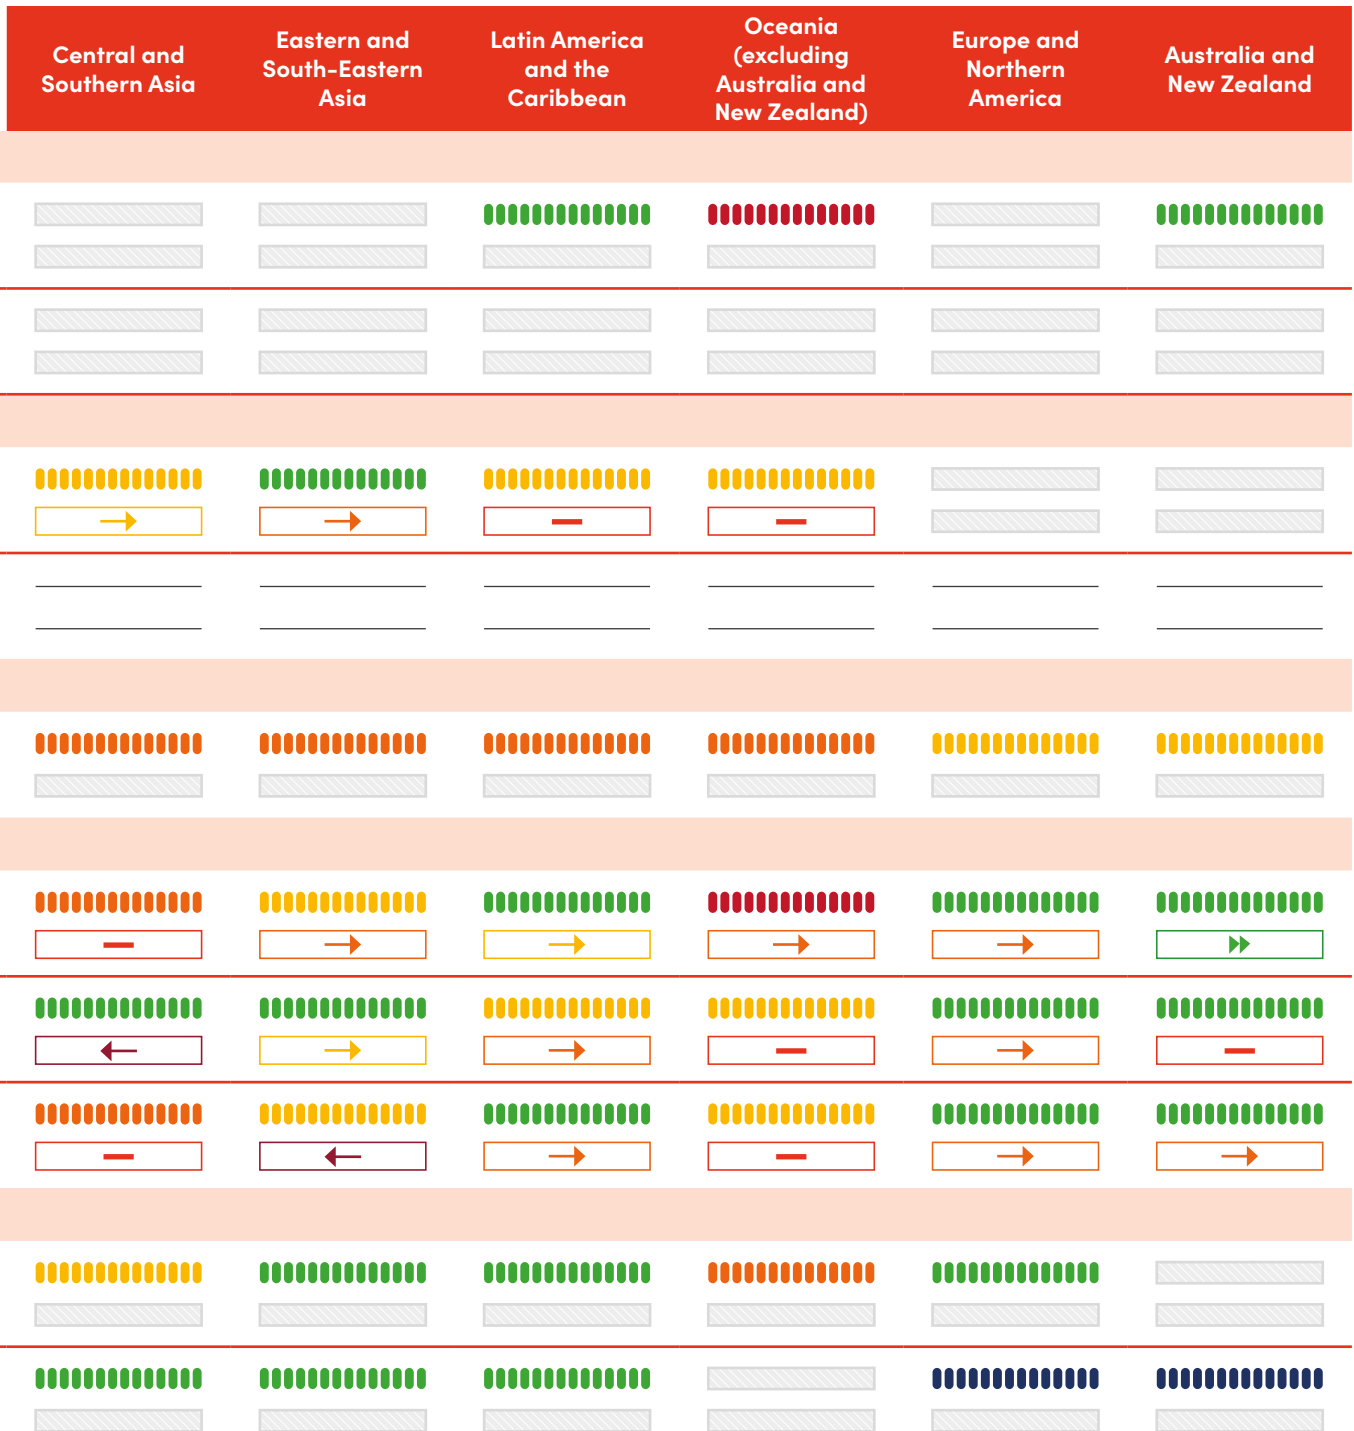 Central and
Southern Asia
Eastern and
South-Eastern
Asia
Latin America
and the
Caribbean
Oceania
(excluding
Australia and
New Zealand)
Europe and
Northern
America
Australia and
New Zealand